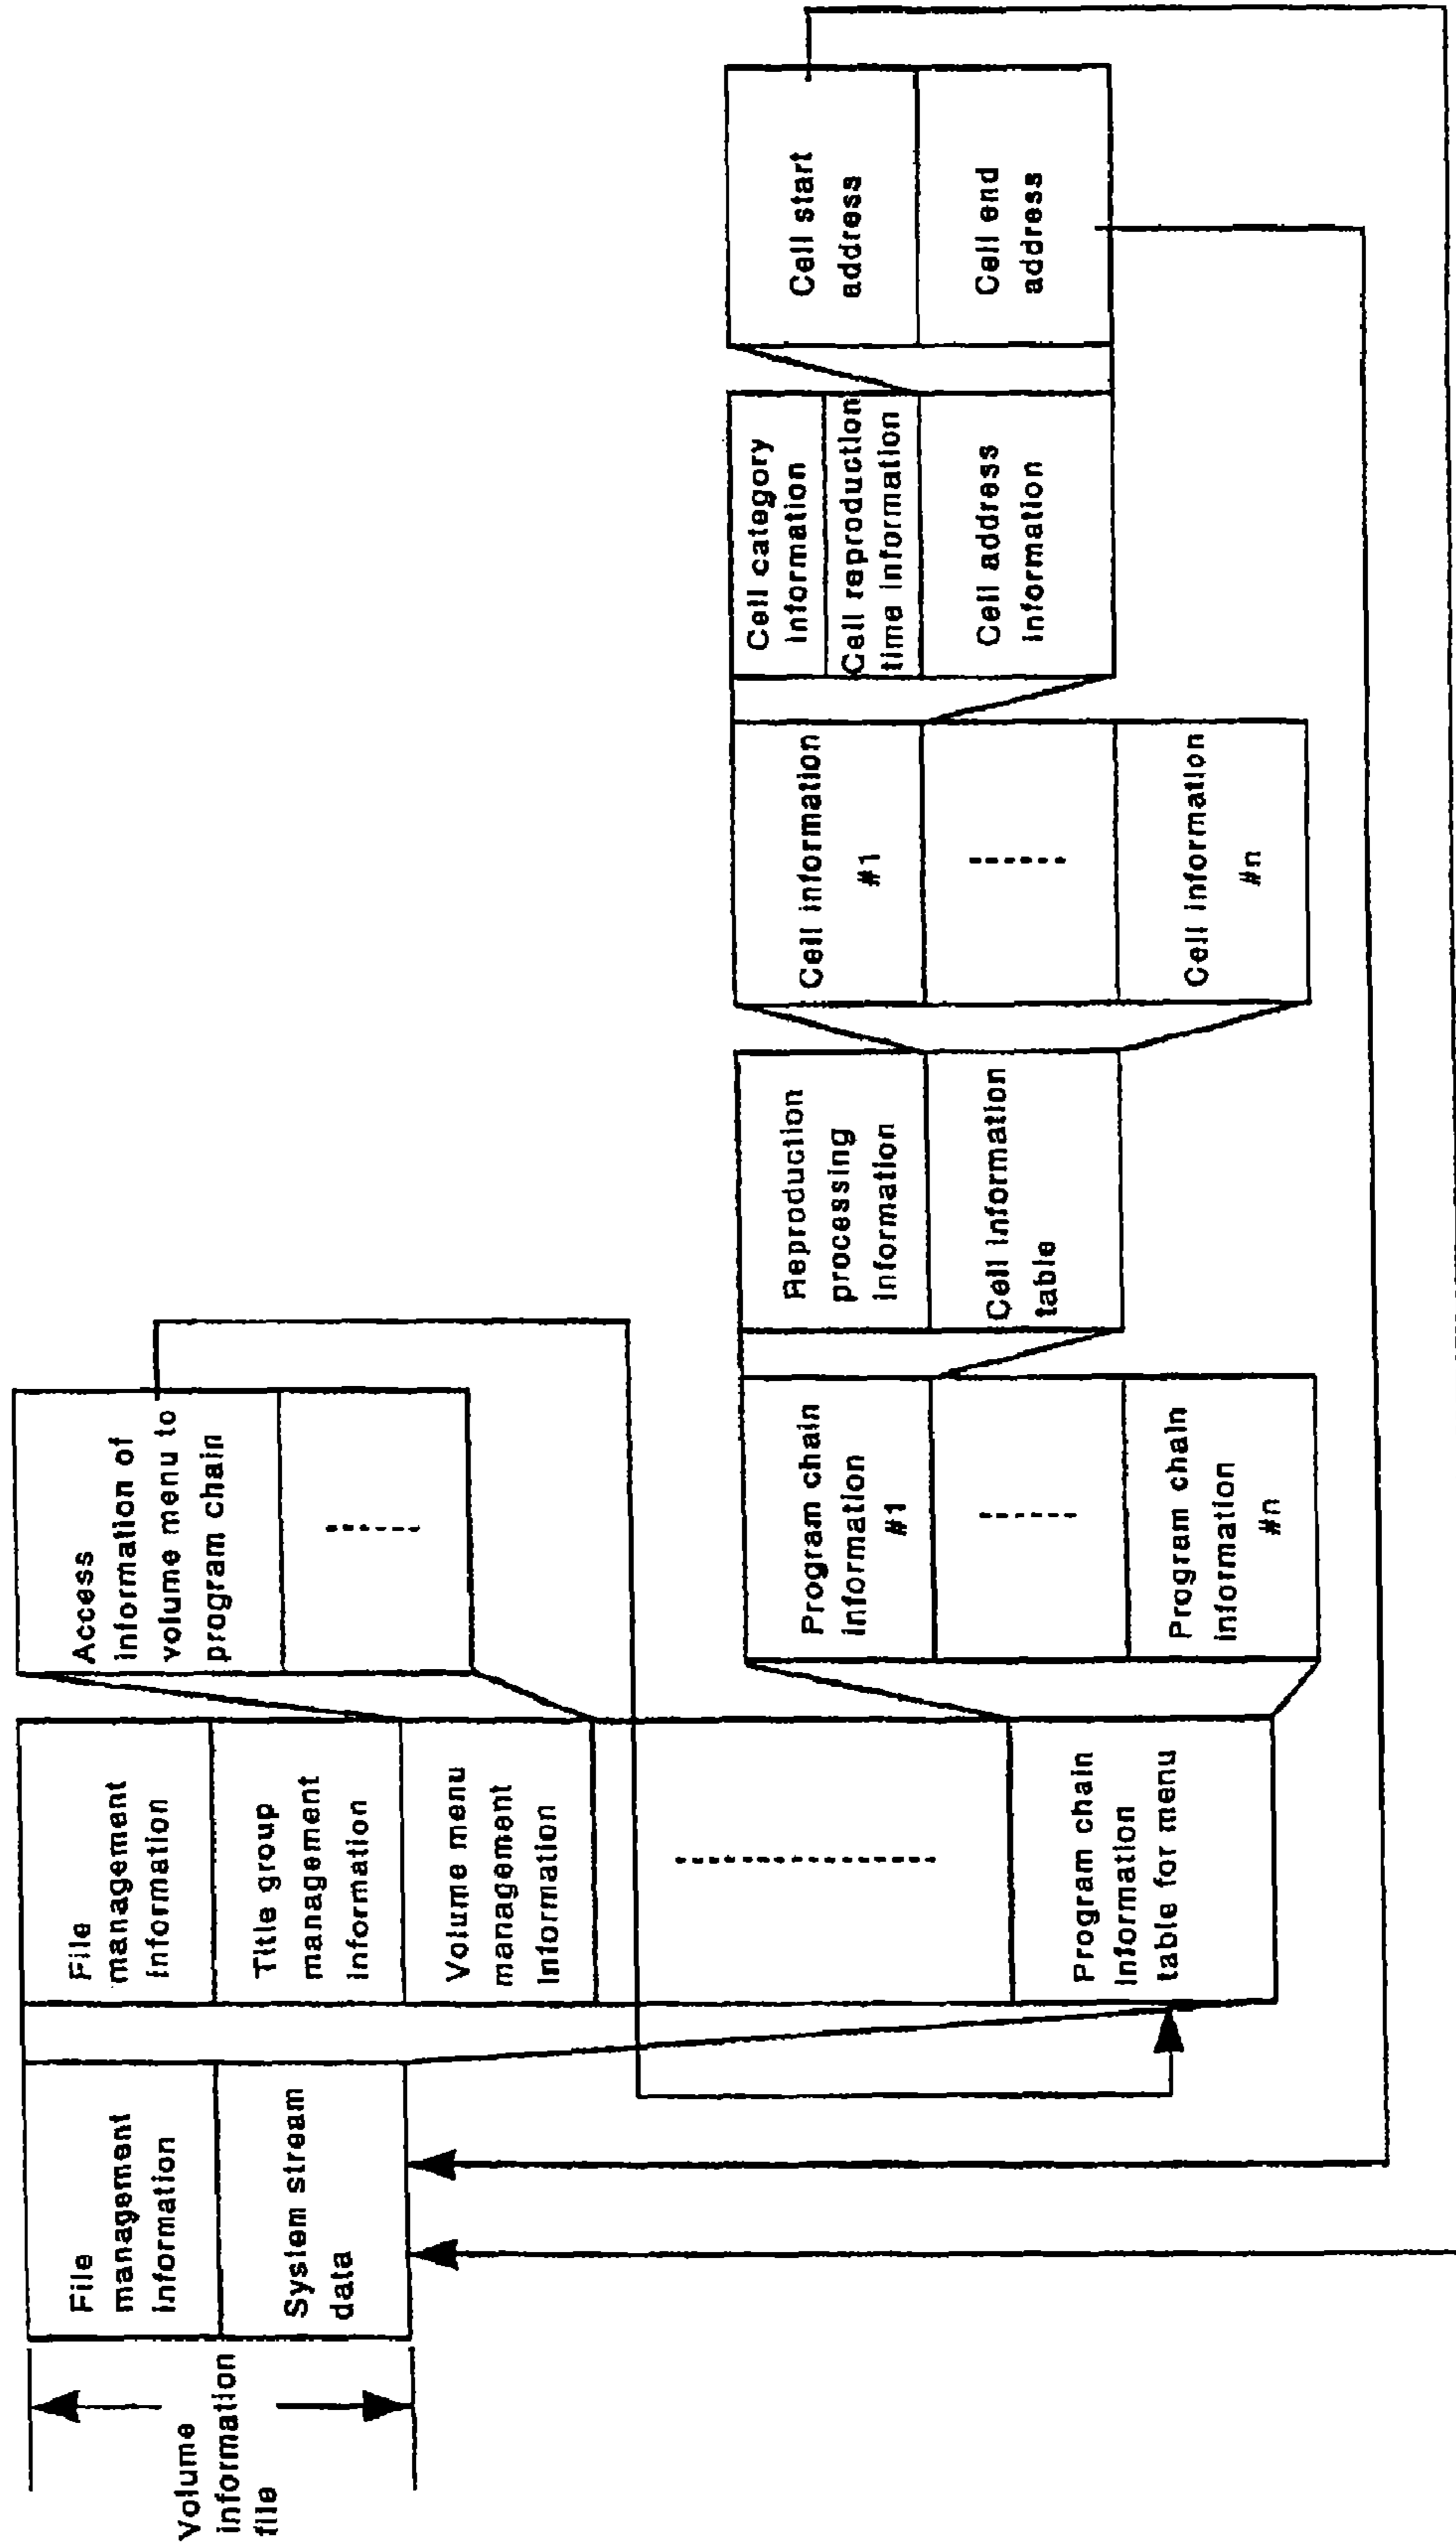 Volume
information
file
File
management
information
System stream
data
File
management
information
Title group
management
information
Volume menu
management
information
Program chain
information
table for menu
Access
information of
volume menu to
program chain
Program chain
information
#1
Program chain
information
#n
Reproduction
processing
information
Cell information
table
Cell information
#1
Cell information
#n
Cell category
information
Cell reproduction
time information
Cell address
information
Cell start
address
Cell end
address